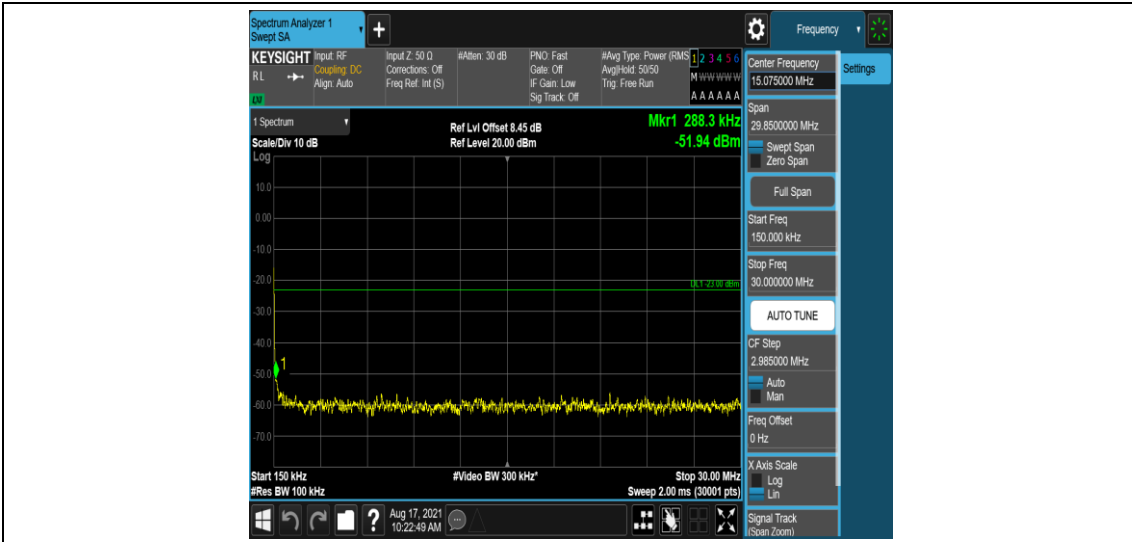 Spectrum Analyzer 1
Swept SA
+
Frequency
KEYSIGHT
RL
LXI
Input: RF
Coupling: DC
Align: Auto
Input Z: 50 Ω
Corrections: Off
Freq Ref: Int (S)
#Atten: 30 dB
PNO: Fast
Gate: Off
IF Gain: Low
Sig Track: Off
#Avg Type: Power (RMS
Avg|Hold: 50/50
Trig: Free Run
1 2 3 4 5 6
M W W W W W
A A A A A A
1 Spectrum
Scale/Div 10 dB
Log
Ref Lvl Offset 8.45 dB
Ref Level 20.00 dBm
Mkr1 288.3 kHz
-51.94 dBm
10.0
0.00
-10.0
-20.0
DL1 -23.00 dBm
-30.0
-40.0
1
-50.0
-60.0
-70.0
Start 150 kHz
#Res BW 100 kHz
#Video BW 300 kHz*
Stop 30.00 MHz
Sweep 2.00 ms (30001 pts)
?
Aug 17, 2021
10:22:49 AM
Center Frequency
15.075000 MHz
Settings
Span
29.8500000 MHz
Swept Span
Zero Span
Full Span
Start Freq
150.000 kHz
Stop Freq
30.000000 MHz
AUTO TUNE
CF Step
2.985000 MHz
Auto
Man
Freq Offset
0 Hz
X Axis Scale
Log
Lin
Signal Track
(Span Zoom)